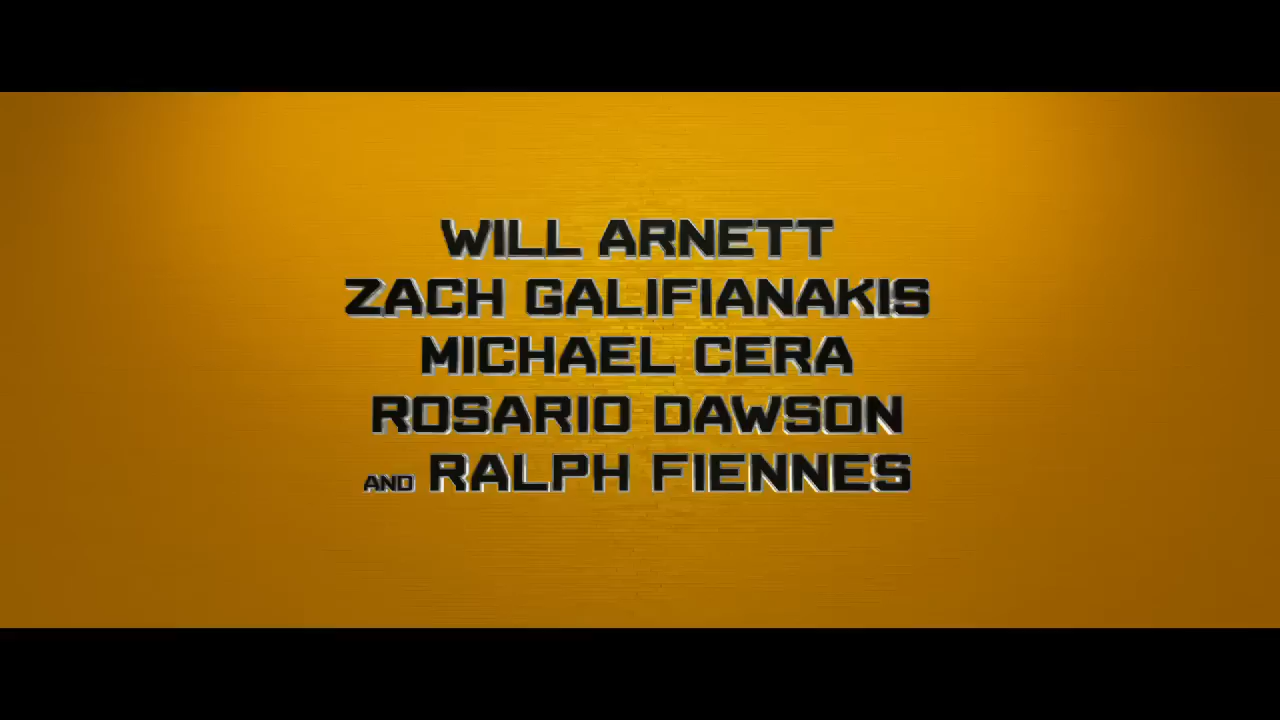 WILL ARNETT
ZACH GALIFIANAKIS
MICHAEL CERA
ROSARIO DAWSON
AND RALPH FIENNES